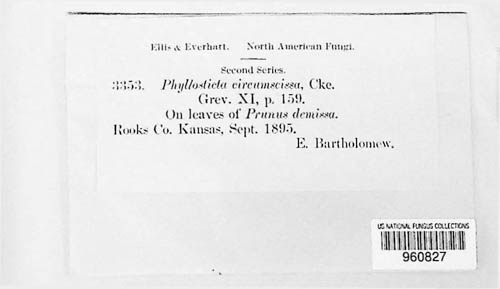 Ellis & Everhart. North American Fungi.
Second Series.
3353. Phyllosticta circumscissa, Cke.
Grev. XI, p. 159.
On leaves of Prunus demissa.
Rooks Co. Kansas, Sept. 1895.
E. Bartholomew.
US NATIONAL FUNGUS COLLECTIONS
960827